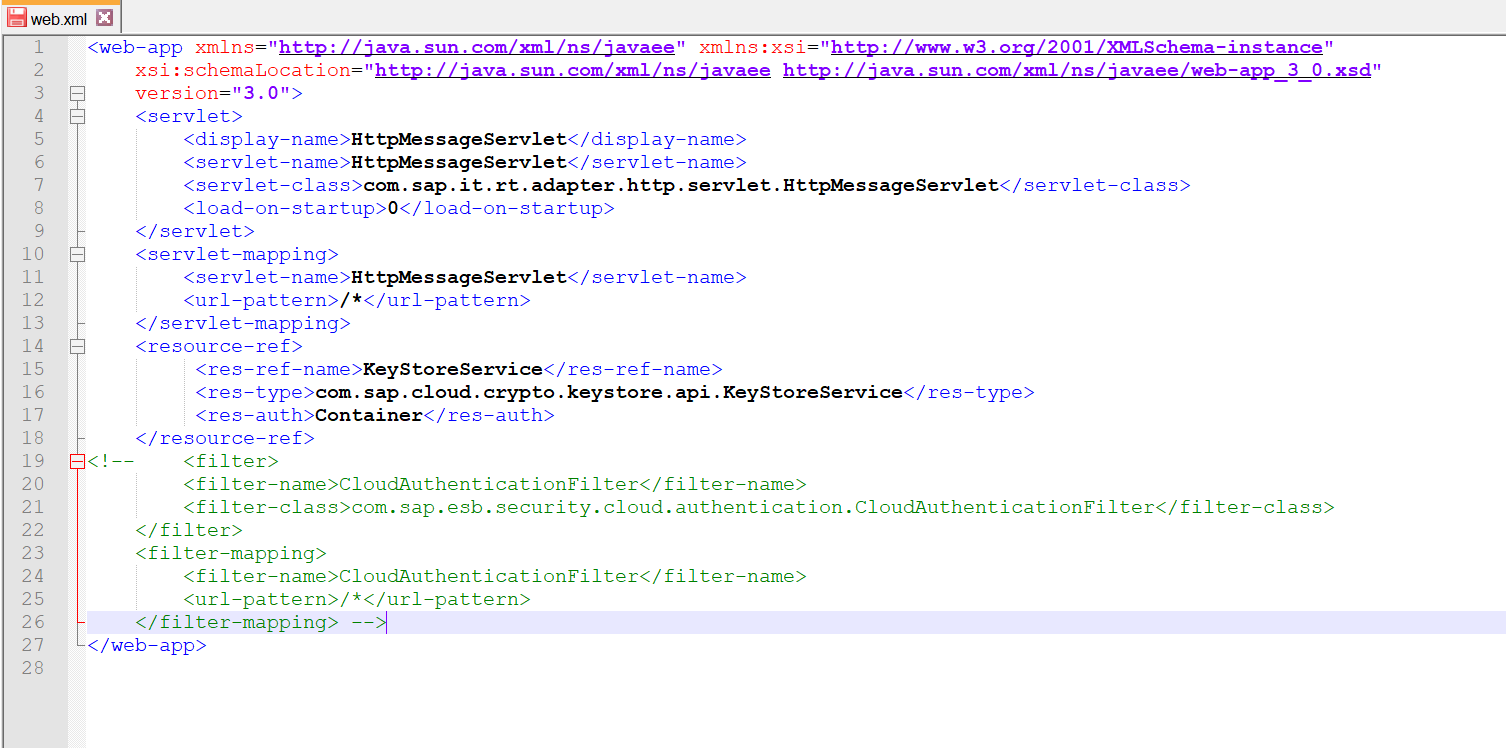 web.xml
1 <web-app xmlns="http://java.sun.com/xml/ns/javaee" xmlns:xsi="http://www.w3.org/2001/XMLSchema-instance"
2 xsi:schemaLocation="http://java.sun.com/xml/ns/javaee http://java.sun.com/xml/ns/javaee/web-app_3_0.xsd"
3 version="3.0">
4 <servlet>
5 <display-name>HttpMessageServlet</display-name>
6 <servlet-name>HttpMessageServlet</servlet-name>
7 <servlet-class>com.sap.it.rt.adapter.http.servlet.HttpMessageServlet</servlet-class>
8 <load-on-startup>0</load-on-startup>
9 </servlet>
10 <servlet-mapping>
11 <servlet-name>HttpMessageServlet</servlet-name>
12 <url-pattern>/*</url-pattern>
13 </servlet-mapping>
14 <resource-ref>
15 <res-ref-name>KeyStoreService</res-ref-name>
16 <res-type>com.sap.cloud.crypto.keystore.api.KeyStoreService</res-type>
17 <res-auth>Container</res-auth>
18 </resource-ref>
19 <!-- <filter>
20 <filter-name>CloudAuthenticationFilter</filter-name>
21 <filter-class>com.sap.esb.security.cloud.authentication.CloudAuthenticationFilter</filter-class>
22 </filter>
23 <filter-mapping>
24 <filter-name>CloudAuthenticationFilter</filter-name>
25 <url-pattern>/*</url-pattern>
26 </filter-mapping> -->
27 </web-app>
28